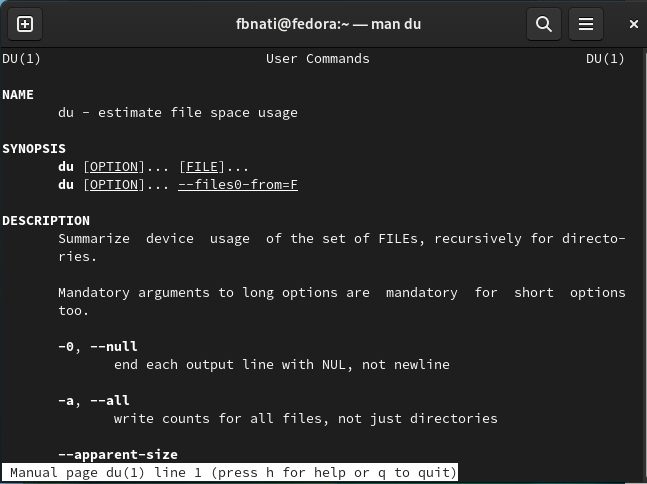 fbnati@fedora:~ — man du
DU(1) User Commands DU(1)
NAME
du - estimate file space usage
SYNOPSIS
du [OPTION]... [FILE]...
du [OPTION]... --files0-from=F
DESCRIPTION
Summarize device usage of the set of FILEs, recursively for directo-
ries.
Mandatory arguments to long options are mandatory for short options
too.
-0, --null
end each output line with NUL, not newline
-a, --all
write counts for all files, not just directories
--apparent-size
Manual page du(1) line 1 (press h for help or q to quit)